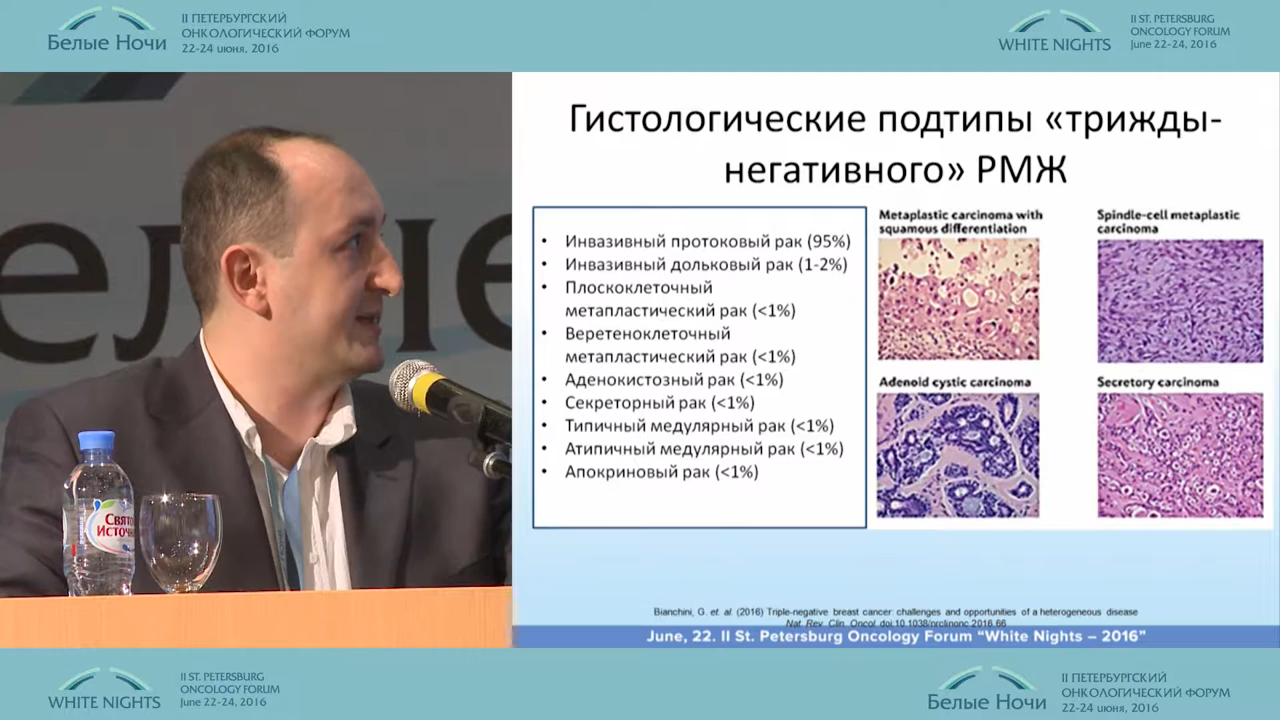 Белые Ночи
II ПЕТЕРБУРГСКИЙ
ОНКОЛОГИЧЕСКИЙ ФОРУМ
22-24 июня, 2016
WHITE NIGHTS
II ST. PETERSBURG
ONCOLOGY FORUM
June 22-24, 2016
елые
Гистологические подтипы «трижды-
негативного» РМЖ
• Инвазивный протоковый рак (95%)
• Инвазивный дольковый рак (1-2%)
• Плоскоклеточный
метапластический рак (<1%)
• Веретеноклеточный
метапластический рак (<1%)
• Аденокистозный рак (<1%)
• Секреторный рак (<1%)
• Типичный медулярный рак (<1%)
• Атипичный медулярный рак (<1%)
• Апокриновый рак (<1%)
Metaplastic carcinoma with
squamous differentiation
Spindle-cell metaplastic
carcinoma
Adenoid cystic carcinoma
Secretory carcinoma
Bianchini, G. et al. (2016) Triple-negative breast cancer: challenges and opportunities of a heterogeneous disease
Nat. Rev. Clin. Oncol. doi:10.1038/nrclinonc.2016.66
June, 22. II St. Petersburg Oncology Forum “White Nights – 2016”
WHITE NIGHTS
II ST. PETERSBURG
ONCOLOGY FORUM
June 22-24, 2016
Белые Ночи
II ПЕТЕРБУРГСКИЙ
ОНКОЛОГИЧЕСКИЙ ФОРУМ
22-24 июня, 2016